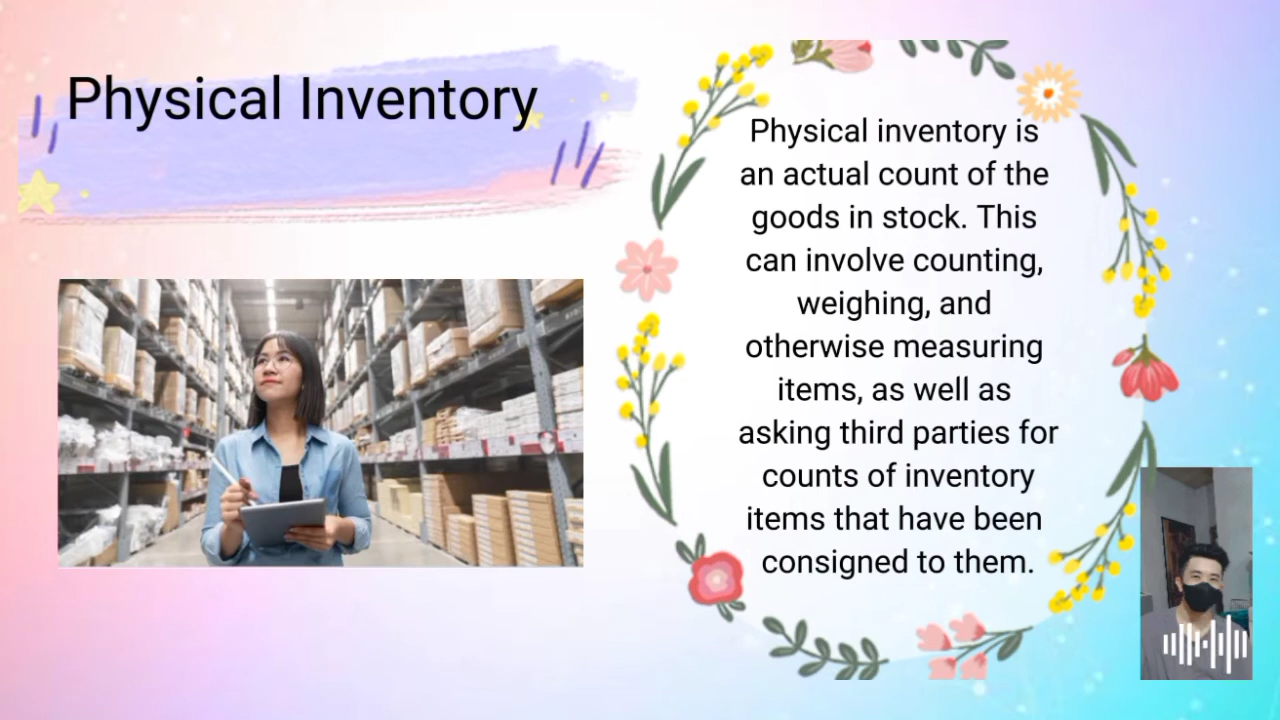 Physical Inventory
Physical inventory is
an actual count of the
goods in stock. This
can involve counting,
weighing, and
otherwise measuring
items, as well as
asking third parties for
counts of inventory
items that have been
consigned to them.